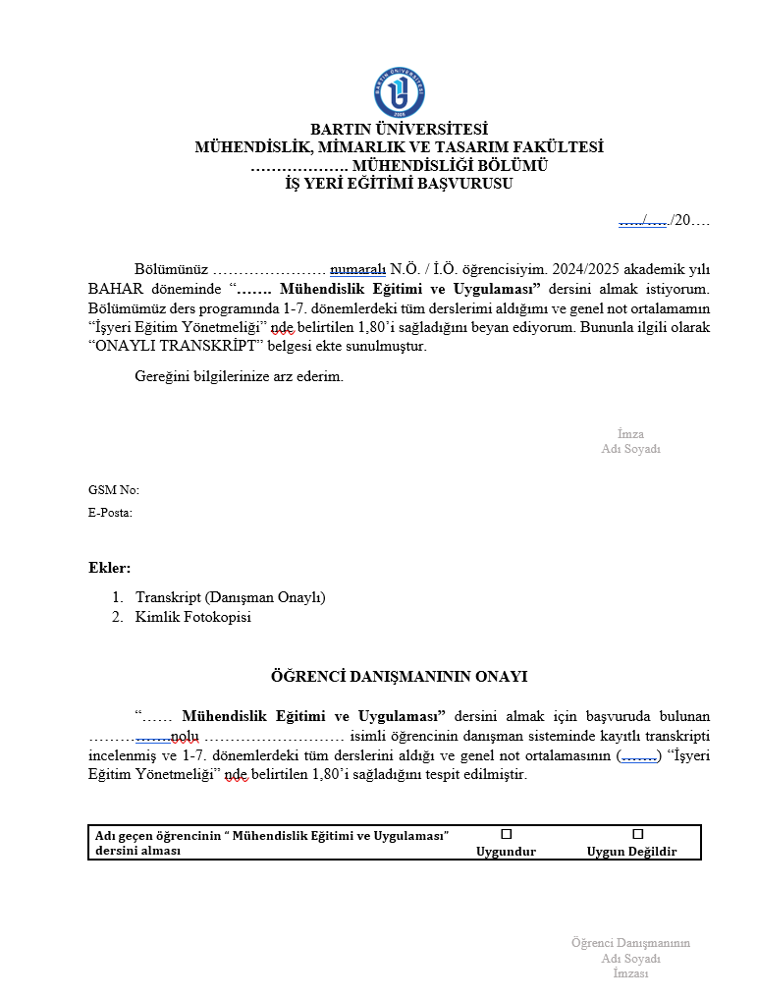 BARTIN ÜNİVERSİTESİ
2008
BARTIN ÜNİVERSİTESİ
MÜHENDİSLİK, MİMARLIK VE TASARIM FAKÜLTESİ
………………. MÜHENDİSLİĞİ BÖLÜMÜ
İŞ YERİ EĞİTİMİ BAŞVURUSU
…../…../20….
Bölümünüz …………………. numaralı N.Ö. / İ.Ö. öğrencisiyim. 2024/2025 akademik yılı
BAHAR döneminde “……. Mühendislik Eğitimi ve Uygulaması” dersini almak istiyorum.
Bölümümüz ders programında 1-7. dönemlerdeki tüm derslerimi aldığımı ve genel not ortalamamın
“İşyeri Eğitim Yönetmeliği” nde belirtilen 1,80’i sağladığını beyan ediyorum. Bununla ilgili olarak
“ONAYLI TRANSKRİPT” belgesi ekte sunulmuştur.
Gereğini bilgilerinize arz ederim.
İmza
Adı Soyadı
GSM No:
E-Posta:
Ekler:
1. Transkript (Danışman Onaylı)
2. Kimlik Fotokopisi
ÖĞRENCİ DANIŞMANININ ONAYI
“…… Mühendislik Eğitimi ve Uygulaması” dersini almak için başvuruda bulunan
……………nolu ………………………. isimli öğrencinin danışman sisteminde kayıtlı transkripti
incelenmiş ve 1-7. dönemlerdeki tüm derslerini aldığı ve genel not ortalamasının (…….) “İşyeri
Eğitim Yönetmeliği” nde belirtilen 1,80’i sağladığını tespit edilmiştir.
Adı geçen öğrencinin “ Mühendislik Eğitimi ve Uygulaması” ☐ ☐
dersini alması Uygundur Uygun Değildir
Öğrenci Danışmanının
Adı Soyadı
İmzası